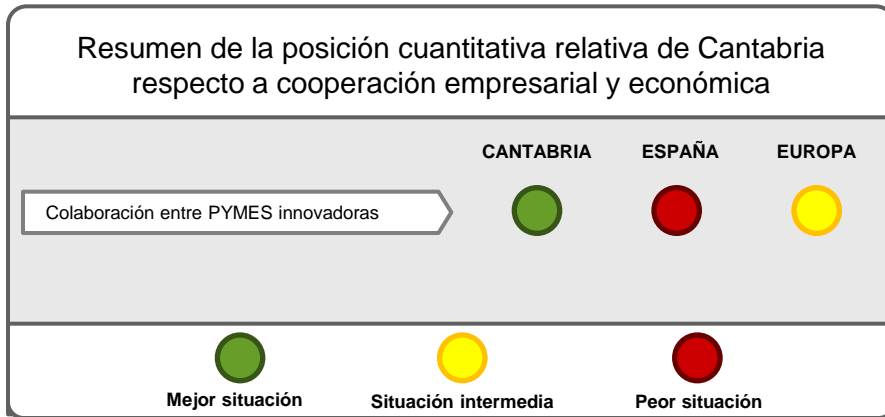 Resumen de la posición cuantitativa relativa de Cantabria
respecto a cooperación empresarial y económica
CANTABRIA ESPAÑA EUROPA
Colaboración entre PYMES innovadoras
Mejor situación Situación intermedia Peor situación